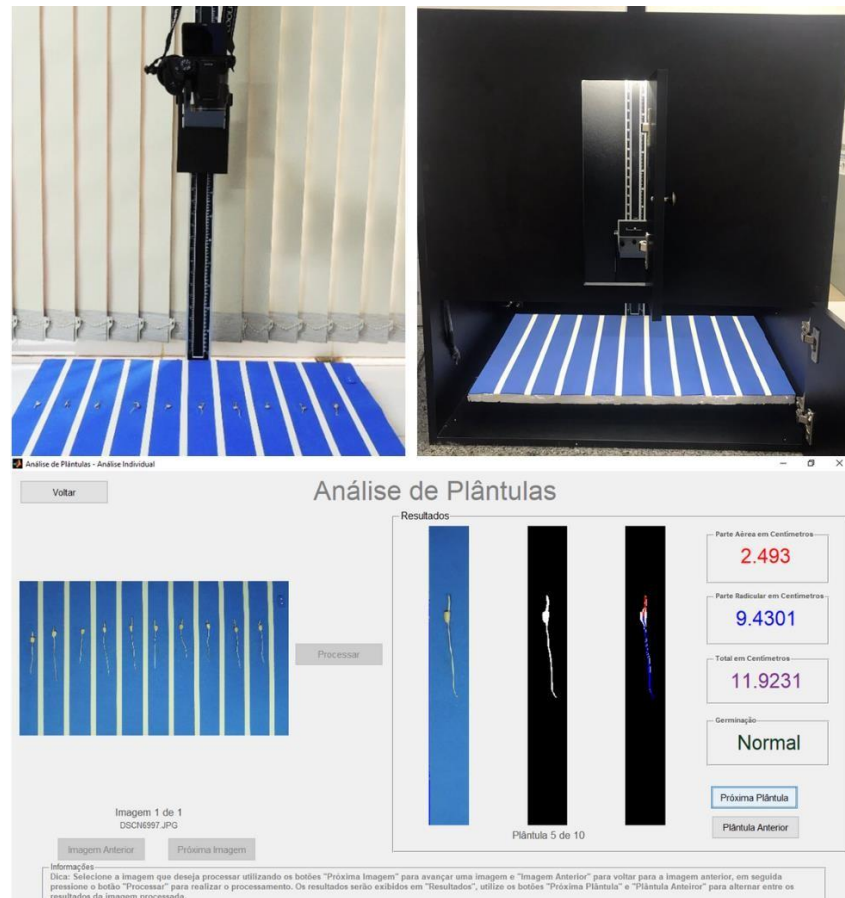 Análise de Plântulas - Análise Individual
Voltar
Análise de Plântulas
Processar
Imagem 1 de 1
DSCN6997.JPG
Imagem Anterior
Próxima Imagem
Resultados
Plântula 5 de 10
Parte Aérea em Centímetros
2.493
Parte Radicular em Centímetros
9.4301
Total em Centímetros
11.9231
Germinação
Normal
Próxima Plântula
Plântula Anterior
Informações
Dica: Selecione a imagem que deseja processar utilizando os botões "Próxima Imagem" para avançar uma imagem e "Imagem Anterior" para voltar para a imagem anterior, em seguida
pressione o botão "Processar" para realizar o processamento. Os resultados serão exibidos em "Resultados", utilize os botões "Próxima Plântula" e "Plântula Anteiror" para alternar entre os
resultados da imagem processada.